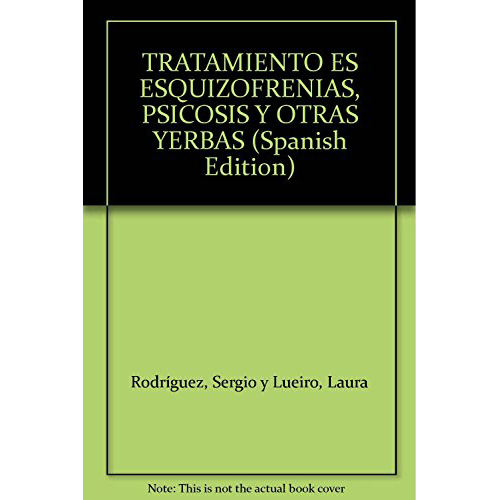 TRATAMIENTO ES
ESQUIZOFRENIAS,
PSICOSIS Y OTRAS
YERBAS (Spanish
Edition)
Rodríguez, Sergio y Lueiro, Laura
Note: This is not the actual book cover